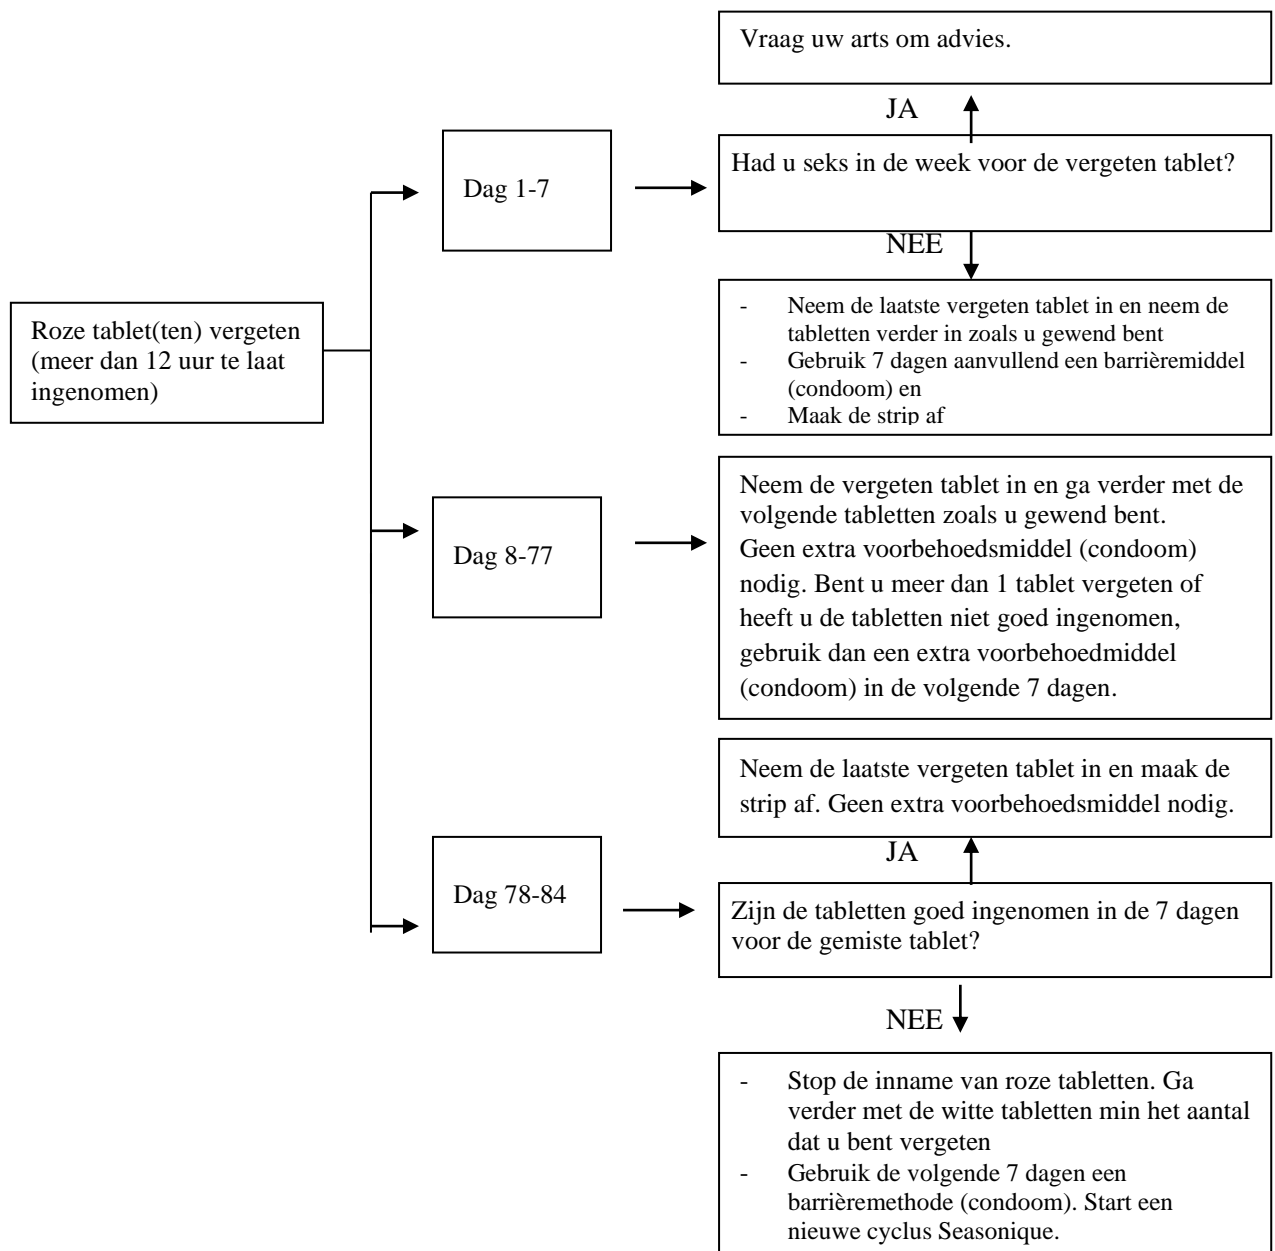 Vraag uw arts om advies.
JA
Dag 1-7
Had u seks in de week voor de vergeten tablet?
NEE
Roze tablet(ten) vergeten
(meer dan 12 uur te laat
ingenomen)
- Neem de laatste vergeten tablet in en neem de
tabletten verder in zoals u gewend bent
- Gebruik 7 dagen aanvullend een barrièremiddel
(condoom) en
- Maak de strip af
Dag 8-77
Neem de vergeten tablet in en ga verder met de
volgende tabletten zoals u gewend bent.
Geen extra voorbehoedsmiddel (condoom)
nodig. Bent u meer dan 1 tablet vergeten of
heeft u de tabletten niet goed ingenomen,
gebruik dan een extra voorbehoedmiddel
(condoom) in de volgende 7 dagen.
Neem de laatste vergeten tablet in en maak de
strip af. Geen extra voorbehoedsmiddel nodig.
JA
Dag 78-84
Zijn de tabletten goed ingenomen in de 7 dagen
voor de gemiste tablet?
NEE
- Stop de inname van roze tabletten. Ga
verder met de witte tabletten min het aantal
dat u bent vergeten
- Gebruik de volgende 7 dagen een
barrièremethode (condoom). Start een
nieuwe cyclus Seasonique.